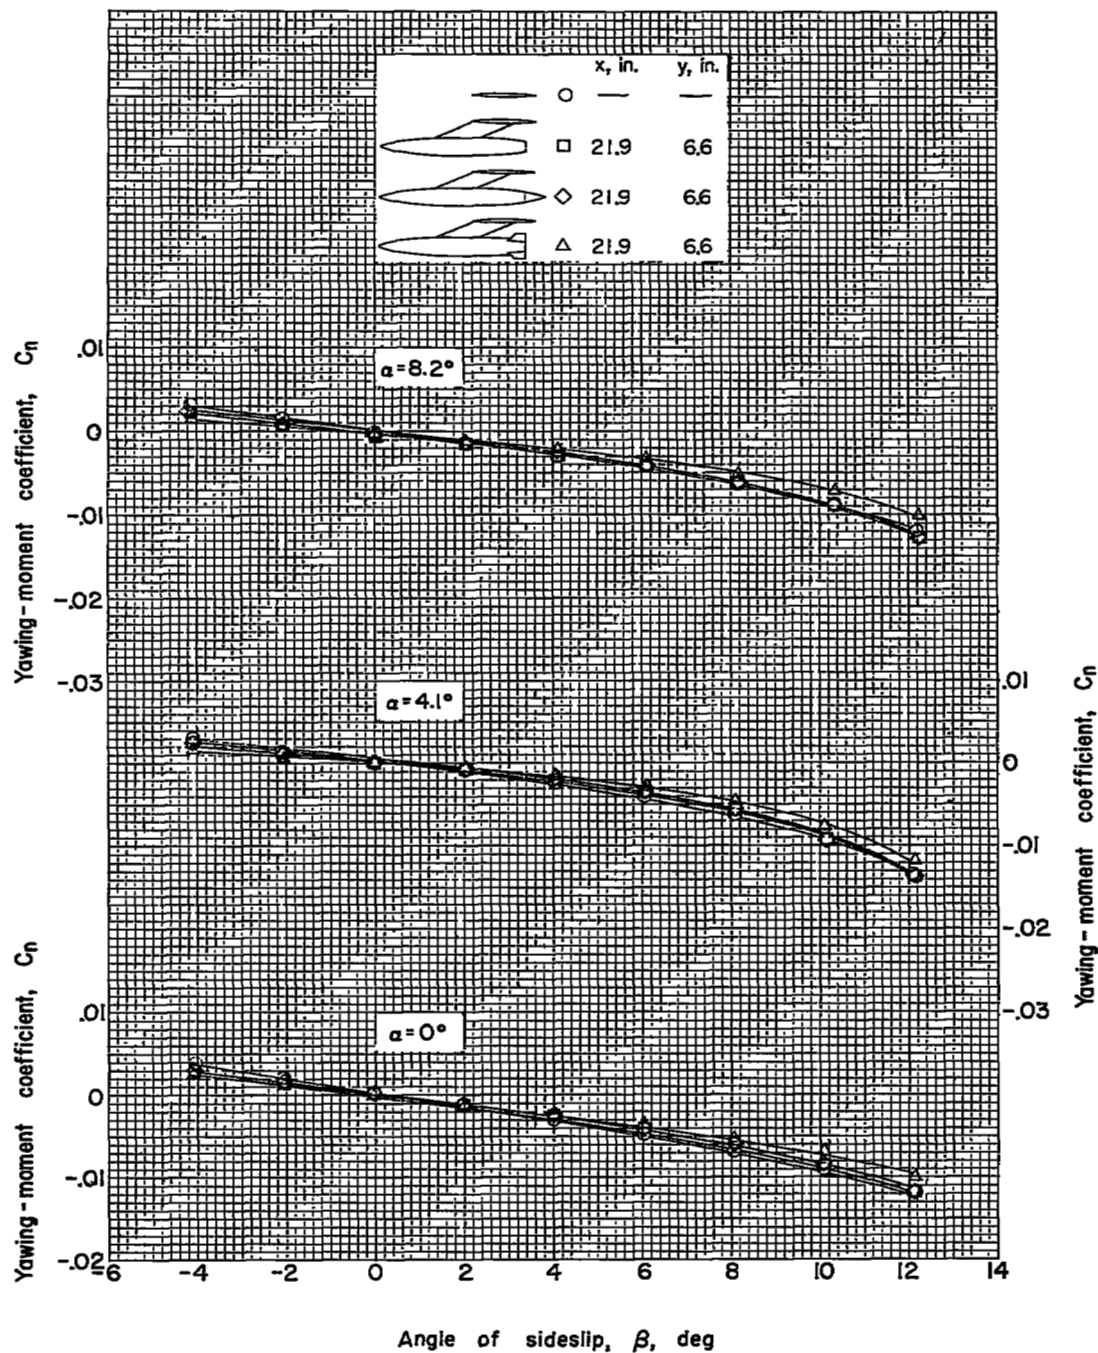 x, in. y, in.
— —
21.9 6.6
21.9 6.6
21.9 6.6
Yawing-moment coefficient, Cn
.01
0
-.01
-.02
-.03
α=8.2°
Yawing-moment coefficient, Cn
.01
0
-.01
-.02
-.03
α=4.1°
Yawing-moment coefficient, Cn
.01
0
-.01
-.02
α=0°
-6 -4 -2 0 2 4 6 8 10 12 14
Angle of sideslip, β, deg